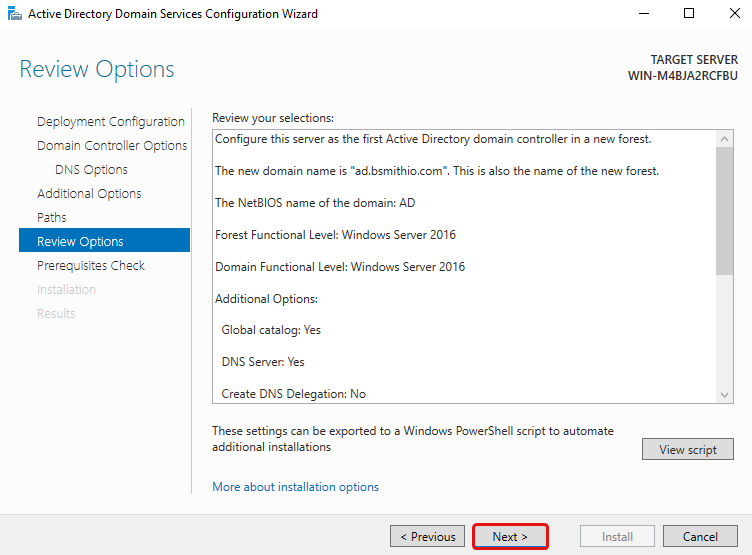 Active Directory Domain Services Configuration Wizard
Review Options
TARGET SERVER
WIN-M4BJA2RCFBU
Deployment Configuration
Domain Controller Options
DNS Options
Additional Options
Paths
Review Options
Prerequisites Check
Installation
Results
Review your selections:
Configure this server as the first Active Directory domain controller in a new forest.
The new domain name is "ad.bsmithio.com". This is also the name of the new forest.
The NetBIOS name of the domain: AD
Forest Functional Level: Windows Server 2016
Domain Functional Level: Windows Server 2016
Additional Options:
Global catalog: Yes
DNS Server: Yes
Create DNS Delegation: No
These settings can be exported to a Windows PowerShell script to automate
additional installations
View script
More about installation options
< Previous
Next >
Install
Cancel